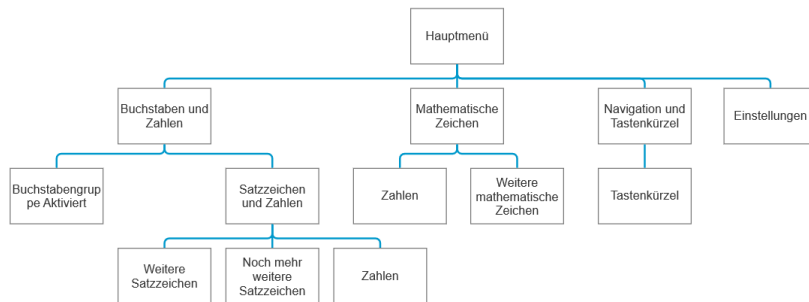 Hauptmenü
Buchstaben und
Zahlen
Mathematische
Zeichen
Navigation und
Tastenkürzel
Einstellungen
Buchstabengrup
pe Aktiviert
Satzzeichen
und Zahlen
Zahlen
Weitere
mathematische
Zeichen
Tastenkürzel
Weitere
Satzzeichen
Noch mehr
weitere
Satzzeichen
Zahlen